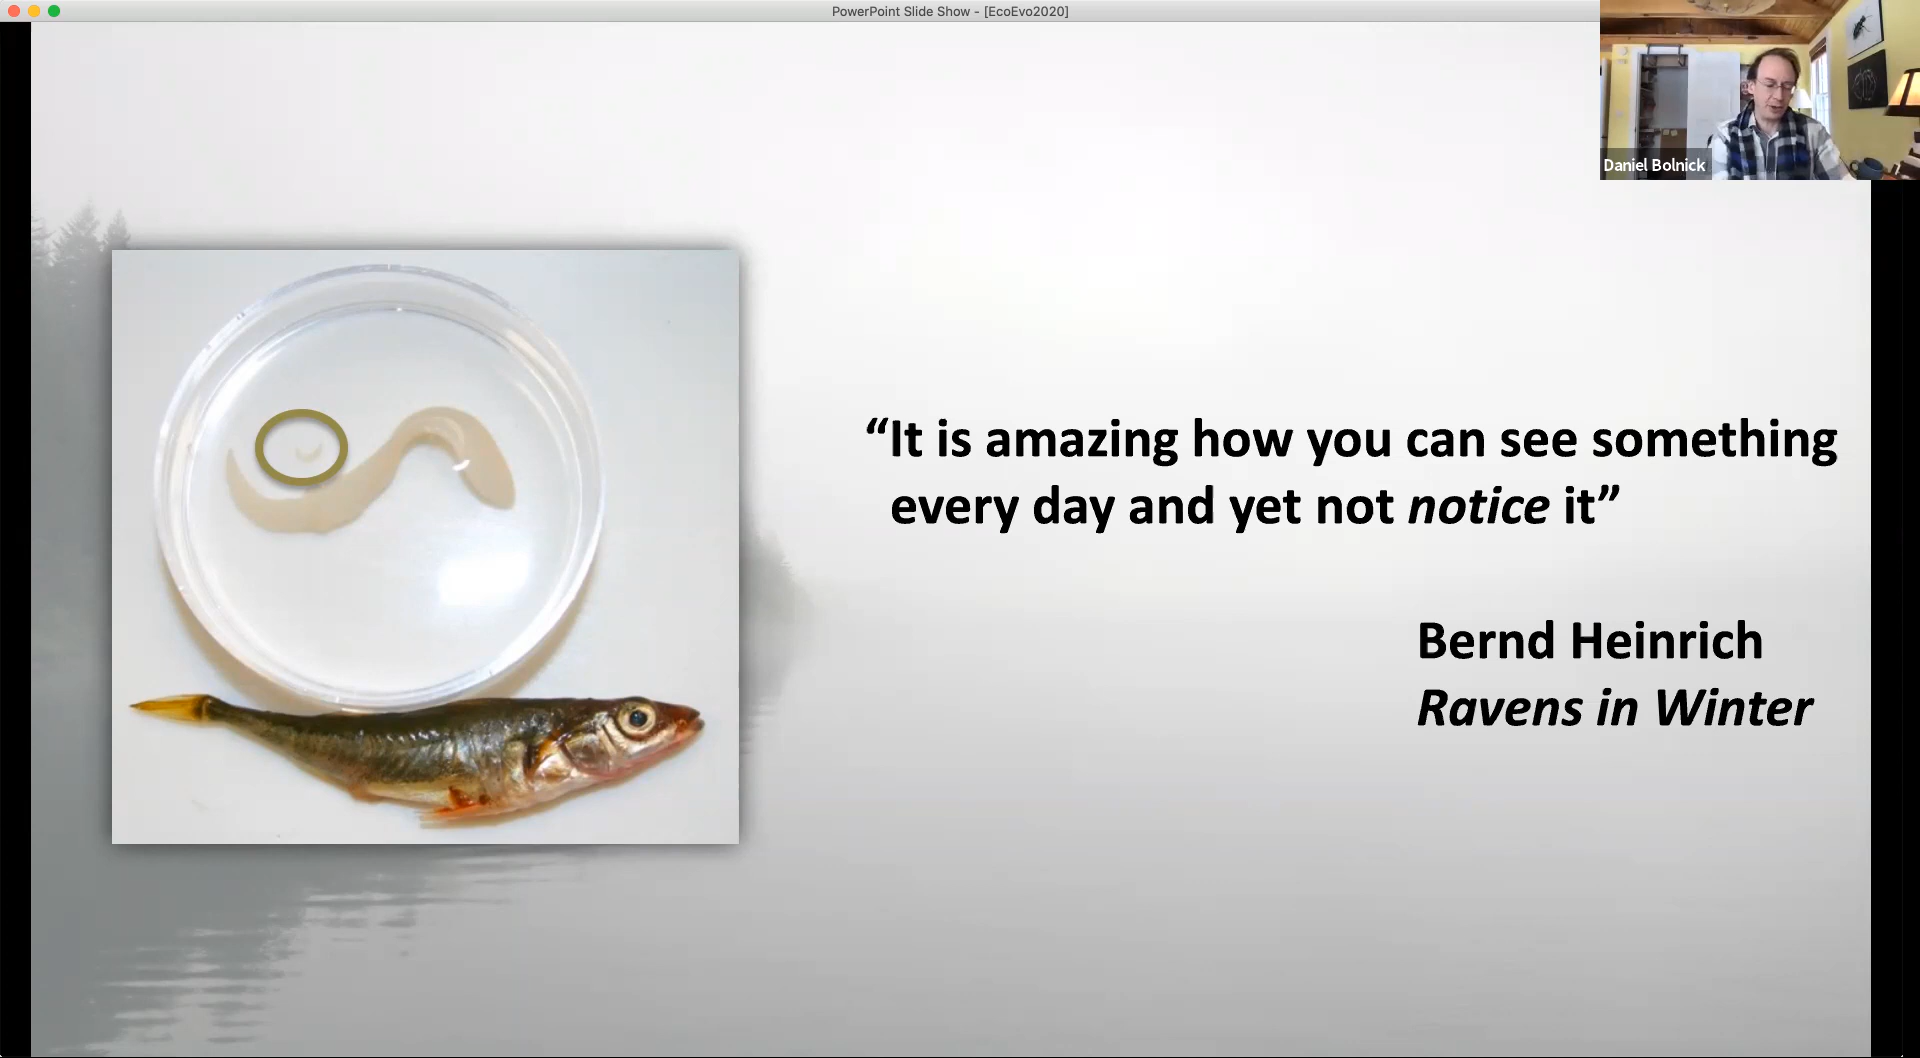 PowerPoint Slide Show - [EcoEvo2020]
Daniel Bolnick
“It is amazing how you can see something
every day and yet not notice it”
Bernd Heinrich
Ravens in Winter